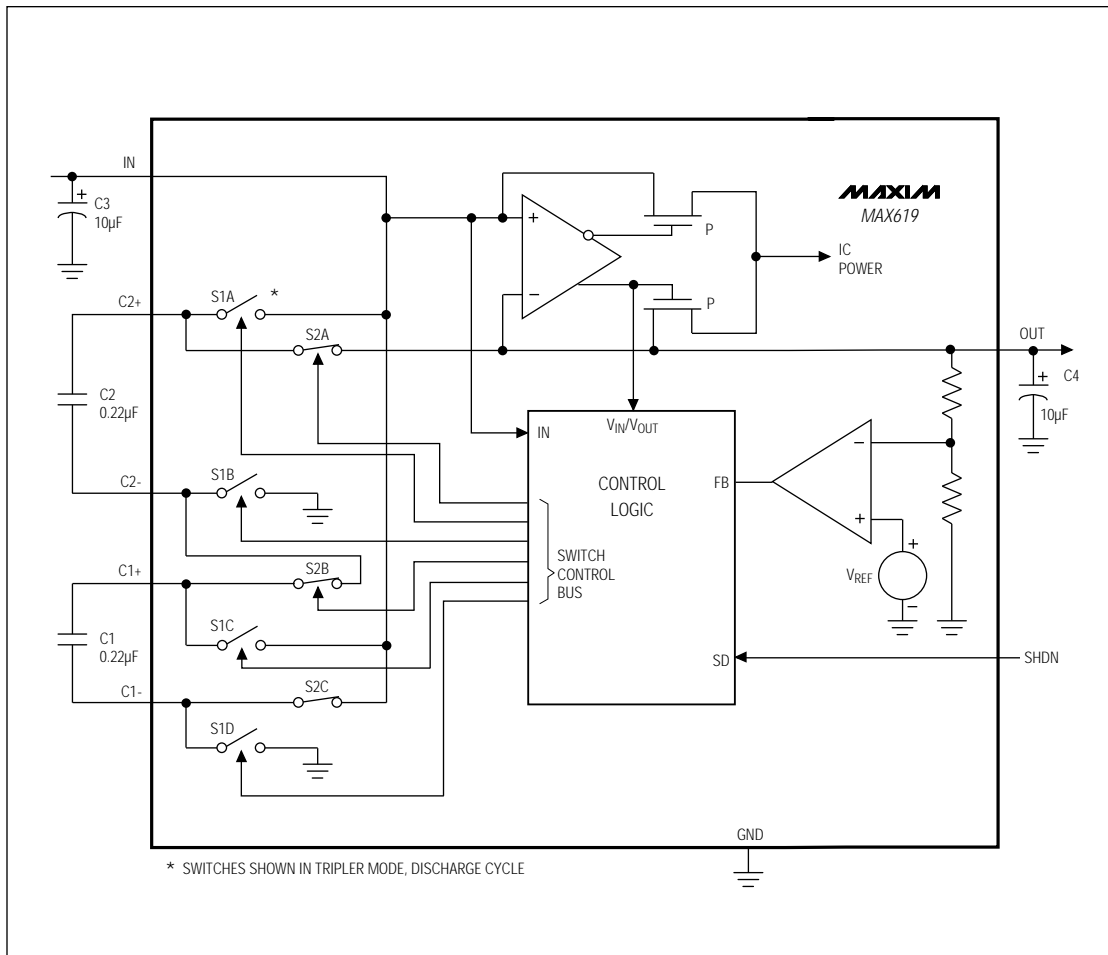 IN
+
C3
10µF
MAXIM
MAX619
+
P
IC
POWER
C2+
S1A
*
−
P
S2A
OUT
+
C4
10µF
C2
0.22µF
IN
VIN/VOUT
−
C2-
S1B
CONTROL
LOGIC
FB
+
+
SWITCH
CONTROL
BUS
C1+
S2B
VREF
−
C1
0.22µF
S1C
SD
SHDN
C1-
S2C
S1D
GND
* SWITCHES SHOWN IN TRIPLER MODE, DISCHARGE CYCLE